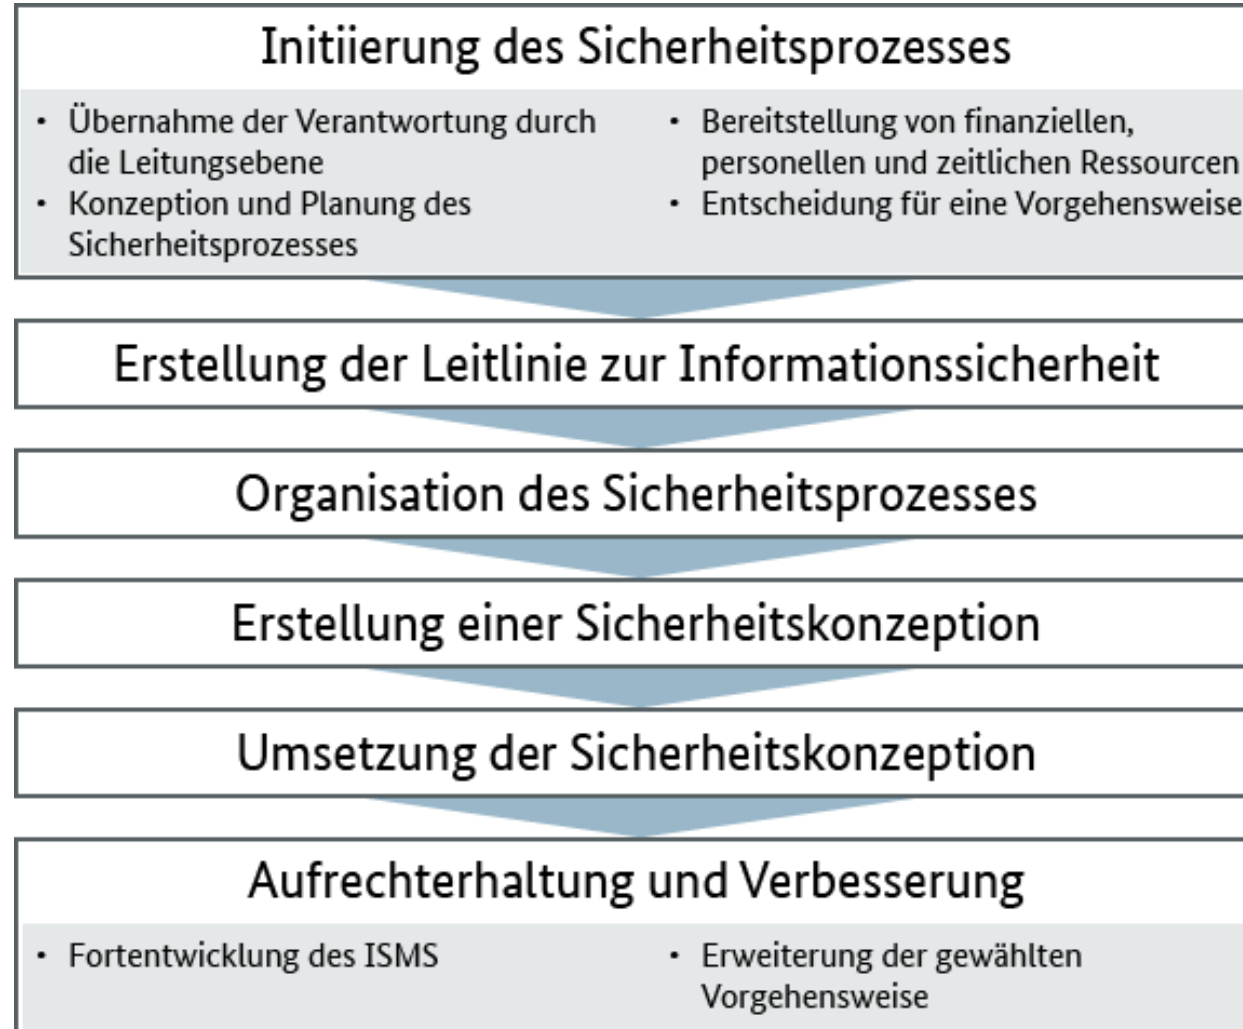 Initiierung des Sicherheitsprozesses
• Übernahme der Verantwortung durch
die Leitungsebene
• Konzeption und Planung des
Sicherheitsprozesses
• Bereitstellung von finanziellen,
personellen und zeitlichen Ressourcen
• Entscheidung für eine Vorgehensweise
Erstellung der Leitlinie zur Informationssicherheit
Organisation des Sicherheitsprozesses
Erstellung einer Sicherheitskonzeption
Umsetzung der Sicherheitskonzeption
Aufrechterhaltung und Verbesserung
• Fortentwicklung des ISMS
• Erweiterung der gewählten
Vorgehensweise